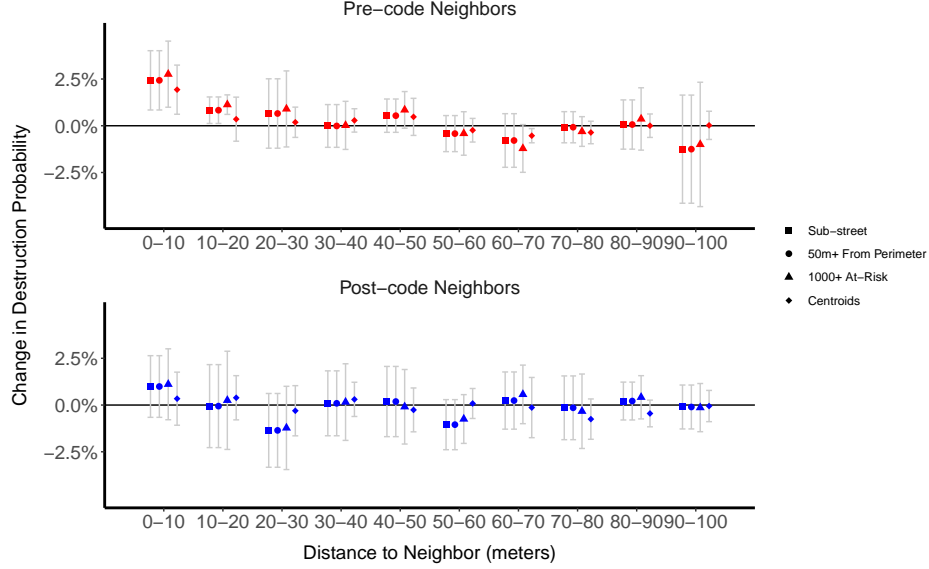 Pre−code Neighbors
2.5%
0.0%
−2.5%
0−10 10−20 20−30 30−40 40−50 50−60 60−70 70−80 80−90 90−100
Change in Destruction Probability
Sub−street
50m+ From Perimeter
1000+ At−Risk
Centroids
Post−code Neighbors
2.5%
0.0%
−2.5%
0−10 10−20 20−30 30−40 40−50 50−60 60−70 70−80 80−90 90−100
Distance to Neighbor (meters)